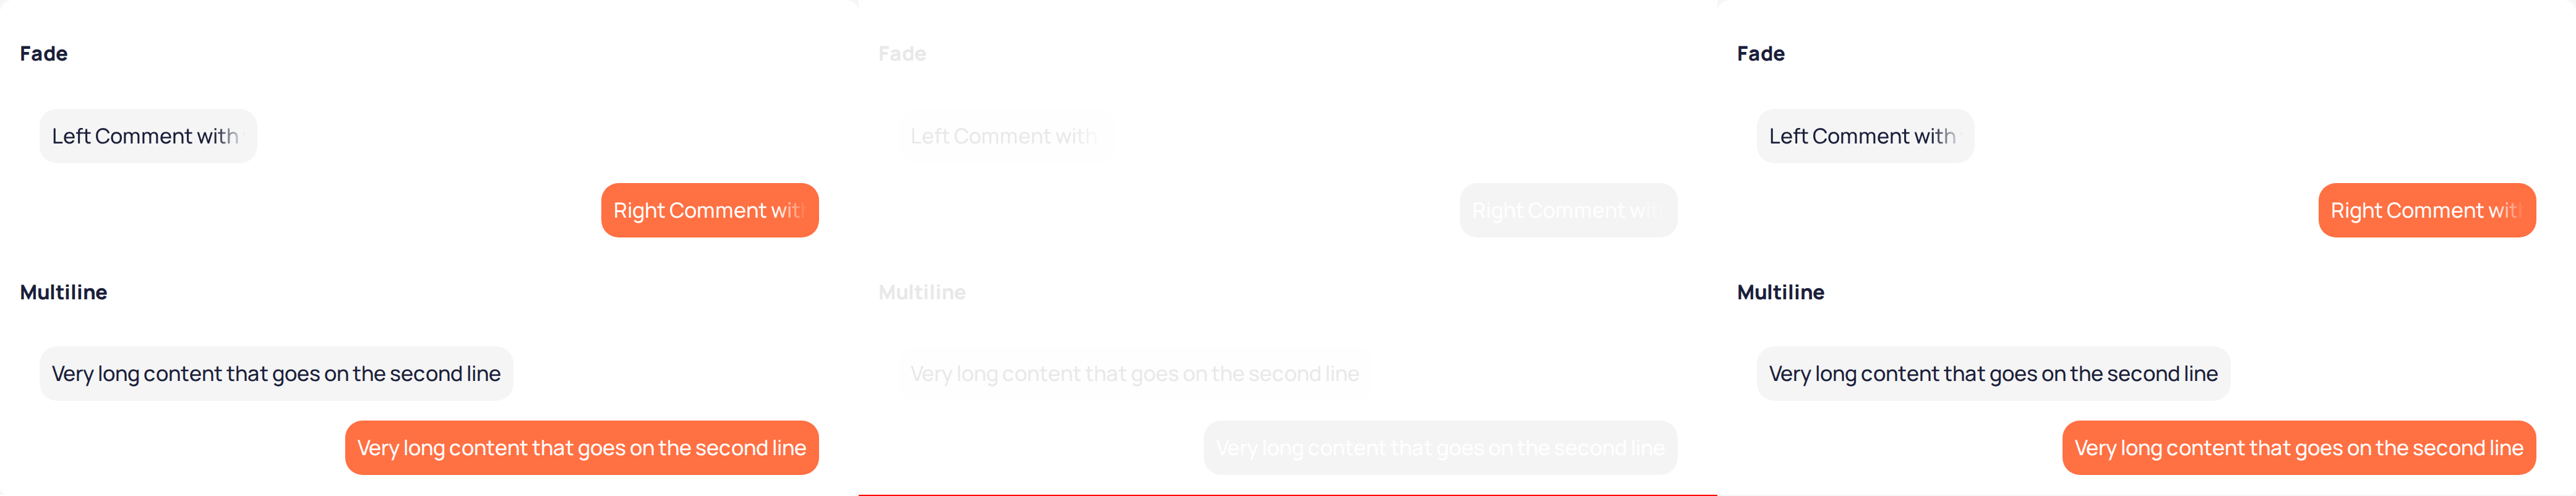 Fade
Left Comment with
Right Comment wit
Multiline
Very long content that goes on the second line
Very long content that goes on the second line
Fade
Left Comment with
Right Comment wit
Multiline
Very long content that goes on the second line
Very long content that goes on the second line
Fade
Left Comment with
Right Comment wit
Multiline
Very long content that goes on the second line
Very long content that goes on the second line